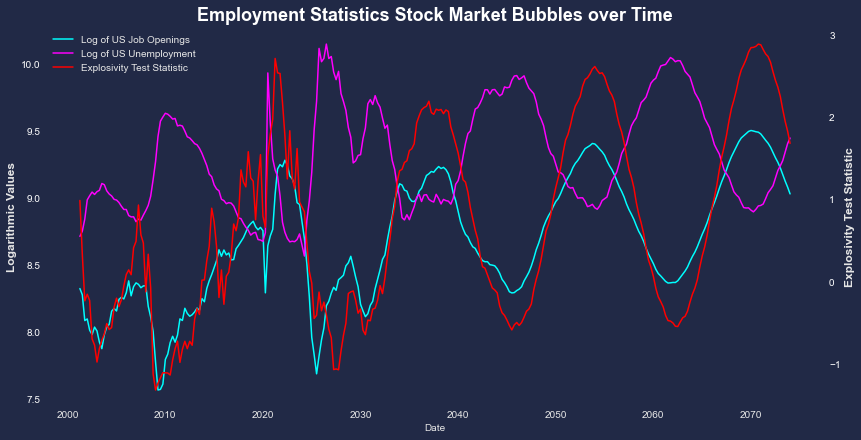 Employment Statistics Stock Market Bubbles over Time
Log of US Job Openings
Log of US Unemployment
Explosivity Test Statistic
Logarithmic Values
10.0
9.5
9.0
8.5
8.0
7.5
Explosivity Test Statistic
3
2
1
0
−1
2000 2010 2020 2030 2040 2050 2060 2070
Date